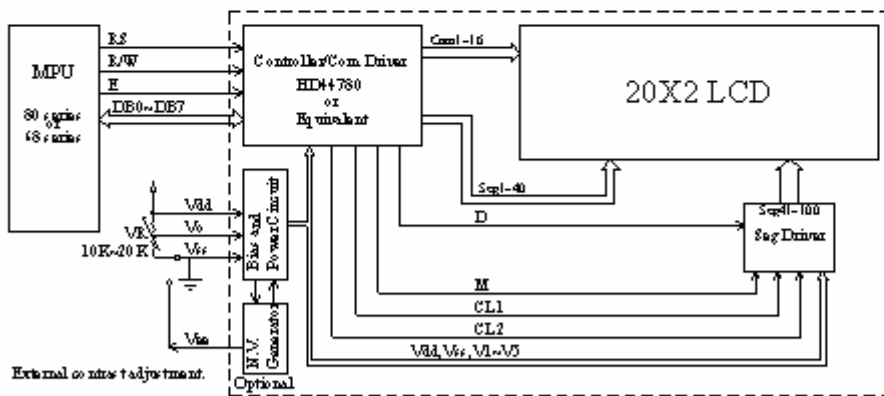 MPU
80 series
or
68 series
RS
R/W
E
DB0~DB7
Controller/Com Driver
HD44780
or
Equivalent
Com1-16
20X2 LCD
Seg1-40
Seg41-100
Seg Driver
D
M
CL1
CL2
Vdd, Vss, V1~V5
Vdd
Vo
Vss
VR
10K~20K
Bias and
Power Circuit
N.V.
Generator
Optional
External contrast adjustment.